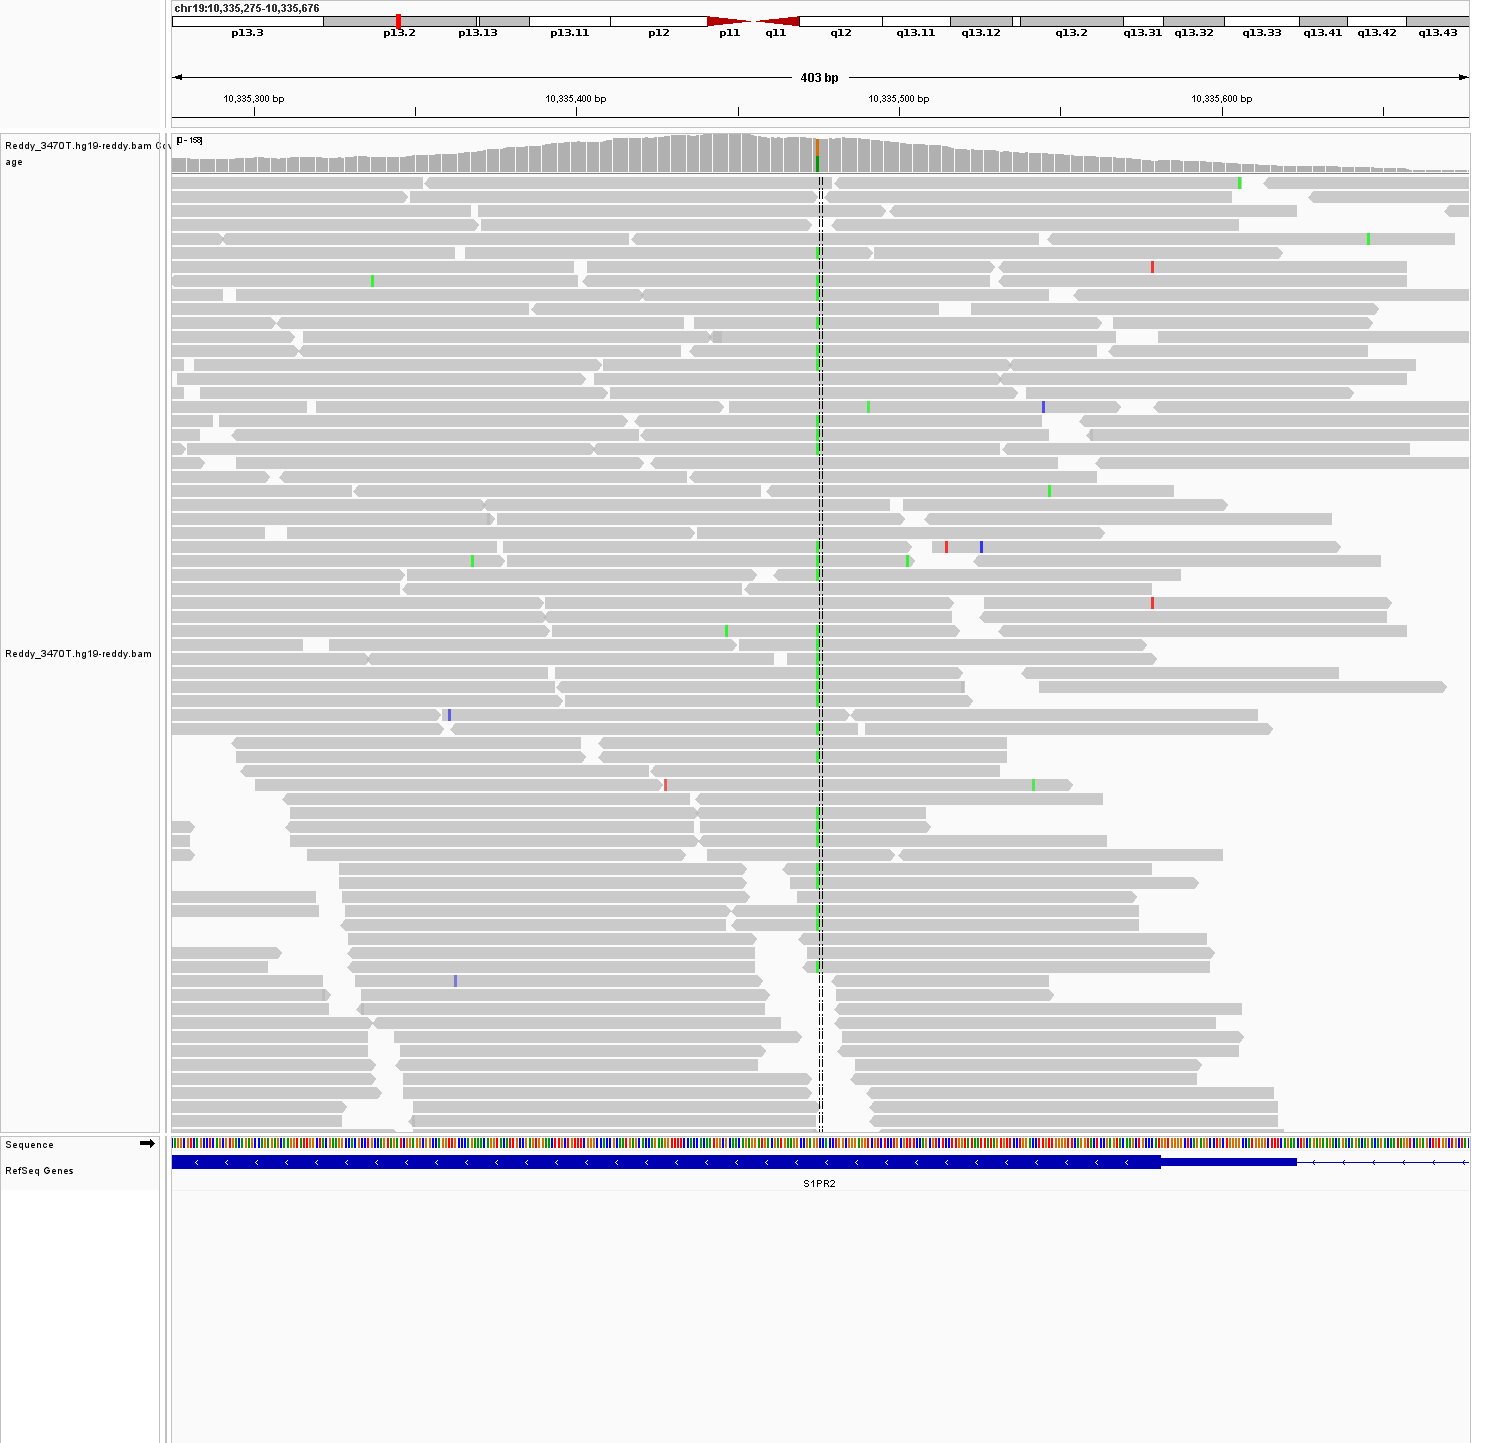 chr19:10,335,275-10,335,676
p13.3 p13.2 p13.13 p13.11 p12 p11 q11 q12 q13.11 q13.12 q13.2 q13.31 q13.32 q13.33 q13.41 q13.42 q13.43
403 bp
10,335,300 bp 10,335,400 bp 10,335,500 bp 10,335,600 bp
[0 - 158]
Reddy_3470T.hg19-reddy.bam Cov
age
Reddy_3470T.hg19-reddy.bam
Sequence
RefSeq Genes
S1PR2